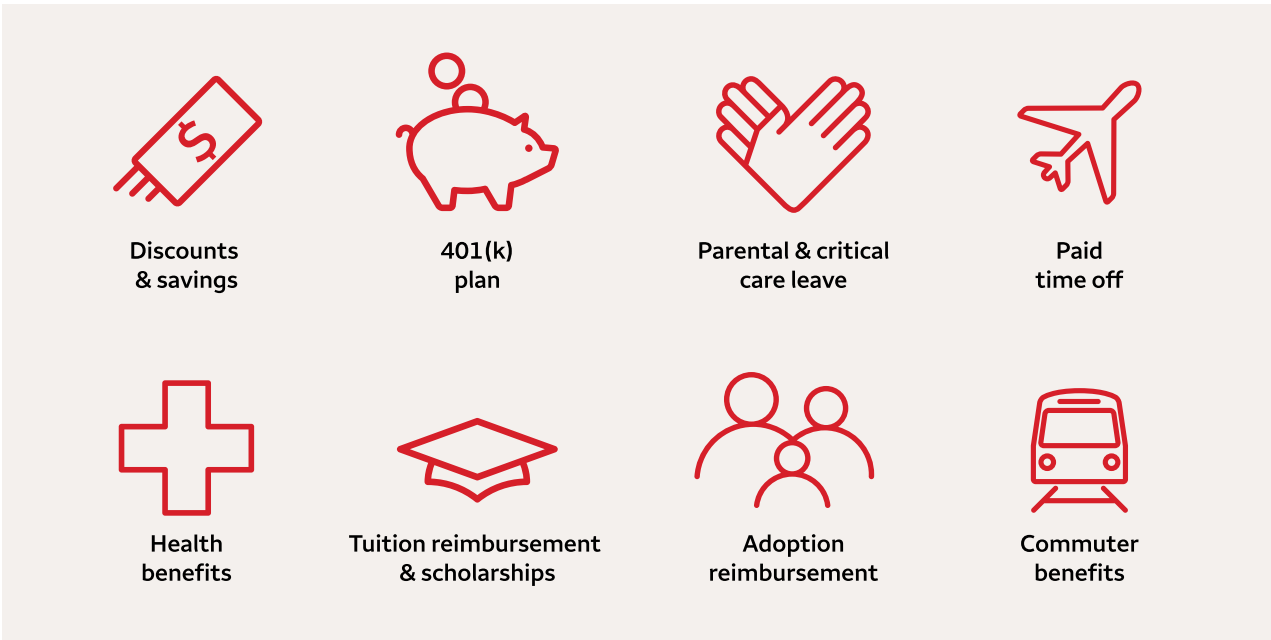 $
Discounts
& savings
401(k)
plan
Parental & critical
care leave
Paid
time off
Health
benefits
Tuition reimbursement
& scholarships
Adoption
reimbursement
Commuter
benefits